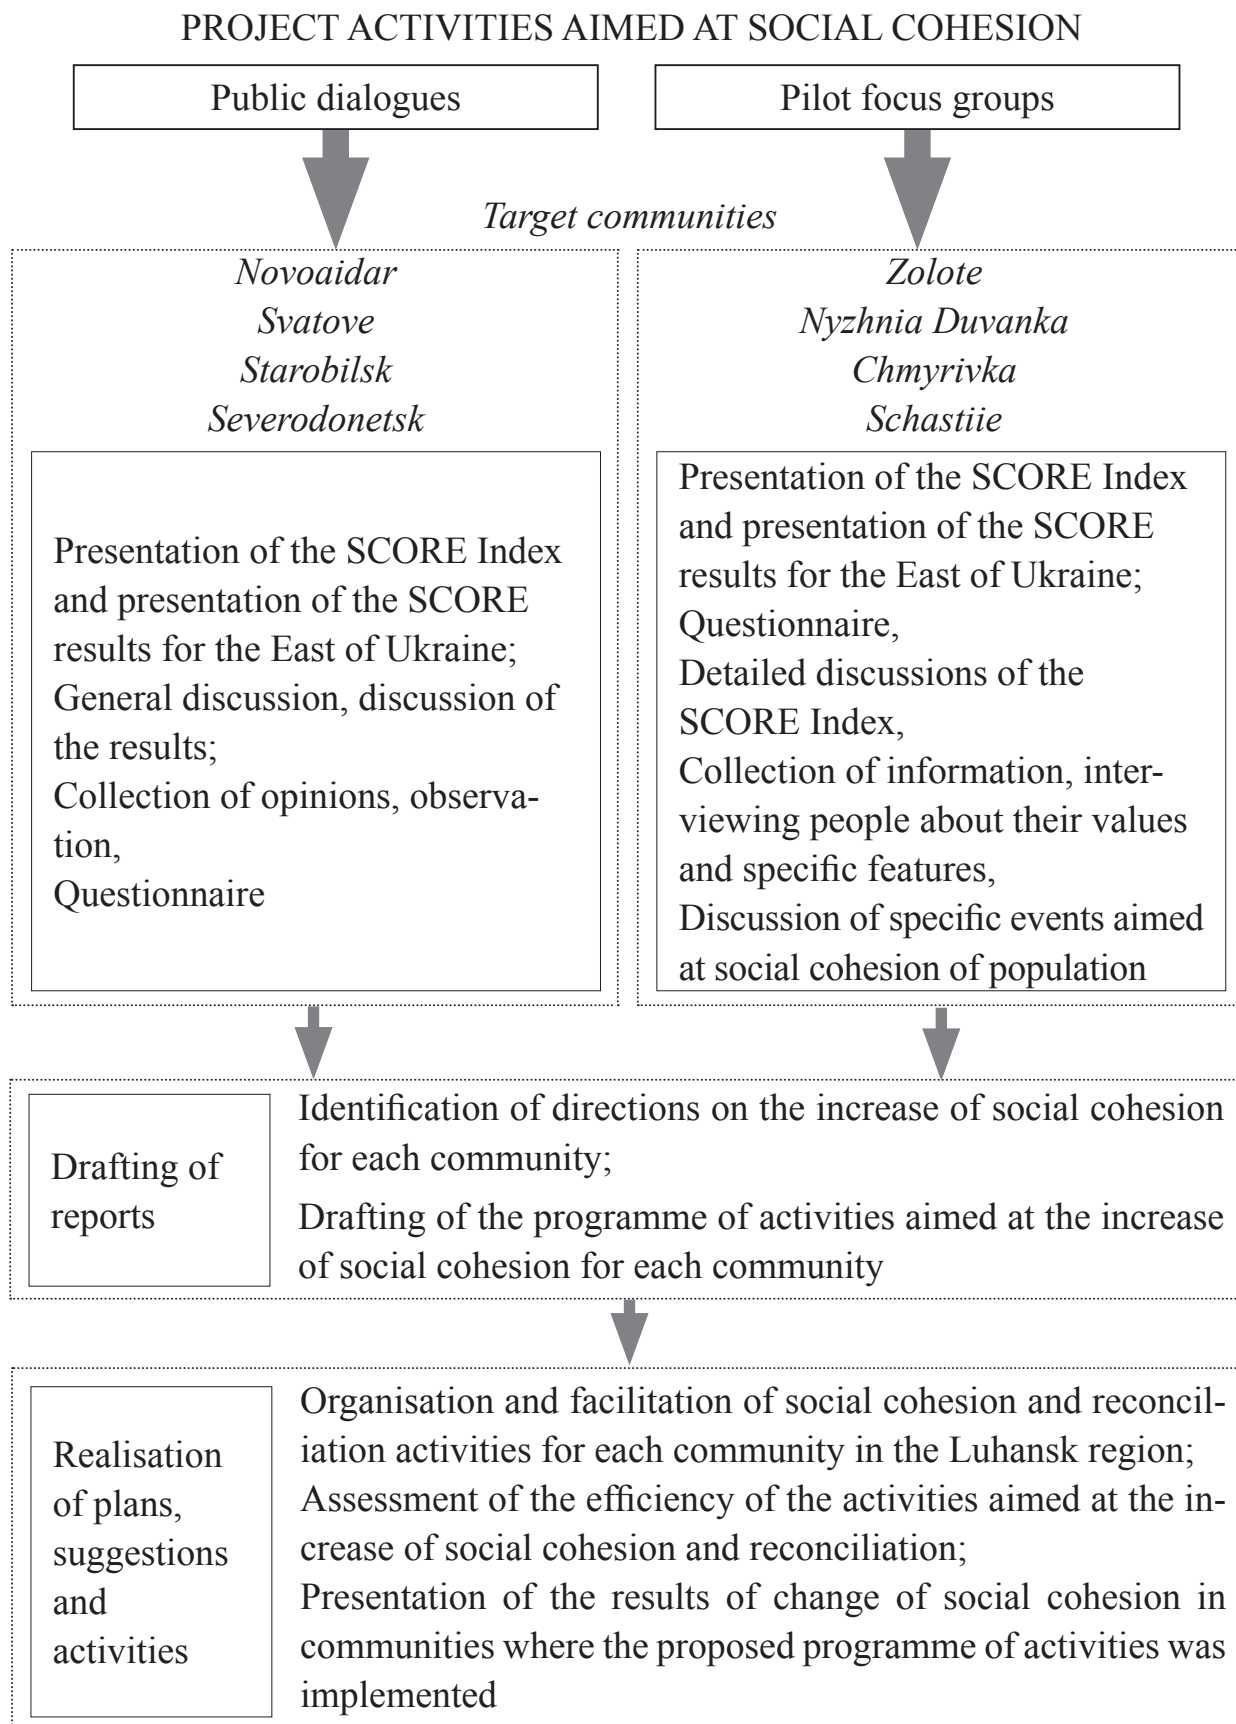 PROJECT ACTIVITIES AIMED AT SOCIAL COHESION
Public dialogues
Pilot focus groups
Target communities
Novoaidar
Svatove
Starobilsk
Severodonetsk
Presentation of the SCORE Index
and presentation of the SCORE
results for the East of Ukraine;
General discussion, discussion of
the results;
Collection of opinions, observa-
tion,
Questionnaire
Zolote
Nyzhnia Duvanka
Chmyrivka
Schastiie
Presentation of the SCORE Index
and presentation of the SCORE
results for the East of Ukraine;
Questionnaire,
Detailed discussions of the
SCORE Index,
Collection of information, inter-
viewing people about their values
and specific features,
Discussion of specific events aimed
at social cohesion of population
Drafting of
reports
Identification of directions on the increase of social cohesion
for each community;
Drafting of the programme of activities aimed at the increase
of social cohesion for each community
Realisation
of plans,
suggestions
and
activities
Organisation and facilitation of social cohesion and reconcil-
iation activities for each community in the Luhansk region;
Assessment of the efficiency of the activities aimed at the in-
crease of social cohesion and reconciliation;
Presentation of the results of change of social cohesion in
communities where the proposed programme of activities was
implemented